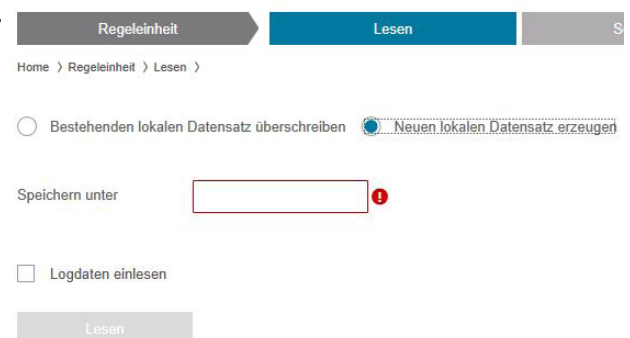 Regeleinheit Lesen
Home > Regeleinheit > Lesen >
Bestehenden lokalen Datensatz überschreiben Neuen lokalen Datensatz erzeugen
Speichern unter
Logdaten einlesen
Lesen